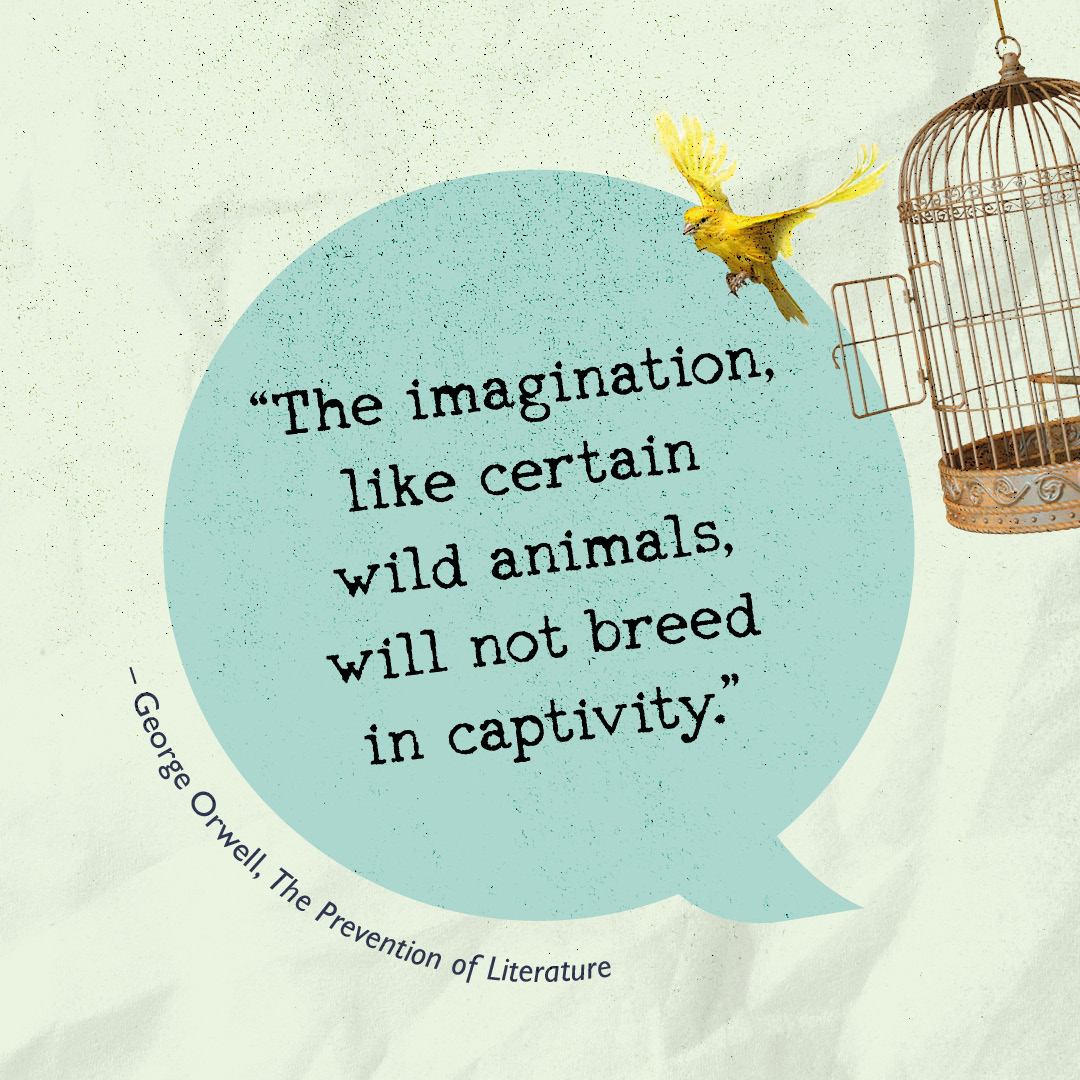 “The imagination,
like certain
wild animals,
will not breed
in captivity.”
– George Orwell, The Prevention of Literature